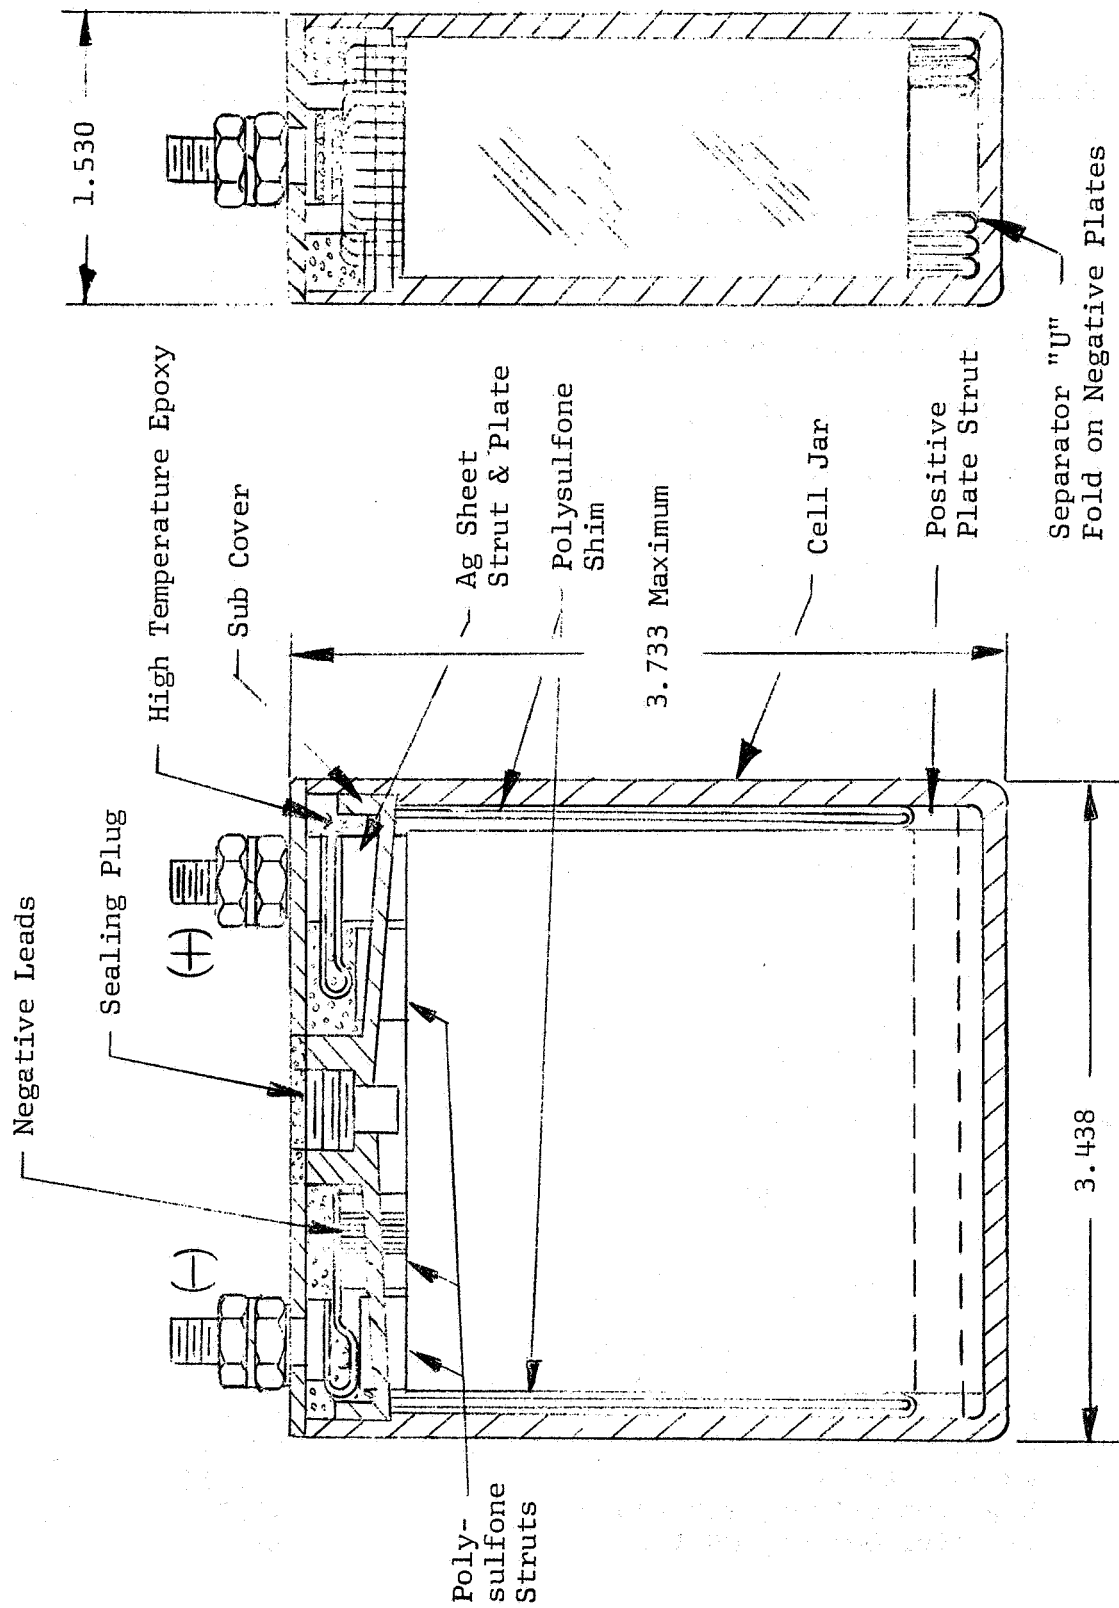 Negative Leads
Sealing Plug
High Temperature Epoxy
Sub Cover
(-)
(+)
1.530
Ag Sheet
Strut & Plate
Polysulfone
Shim
3.733 Maximum
Cell Jar
Positive
Plate Strut
Separator "U"
Fold on Negative Plates
Poly-
sulfone
Struts
3.438